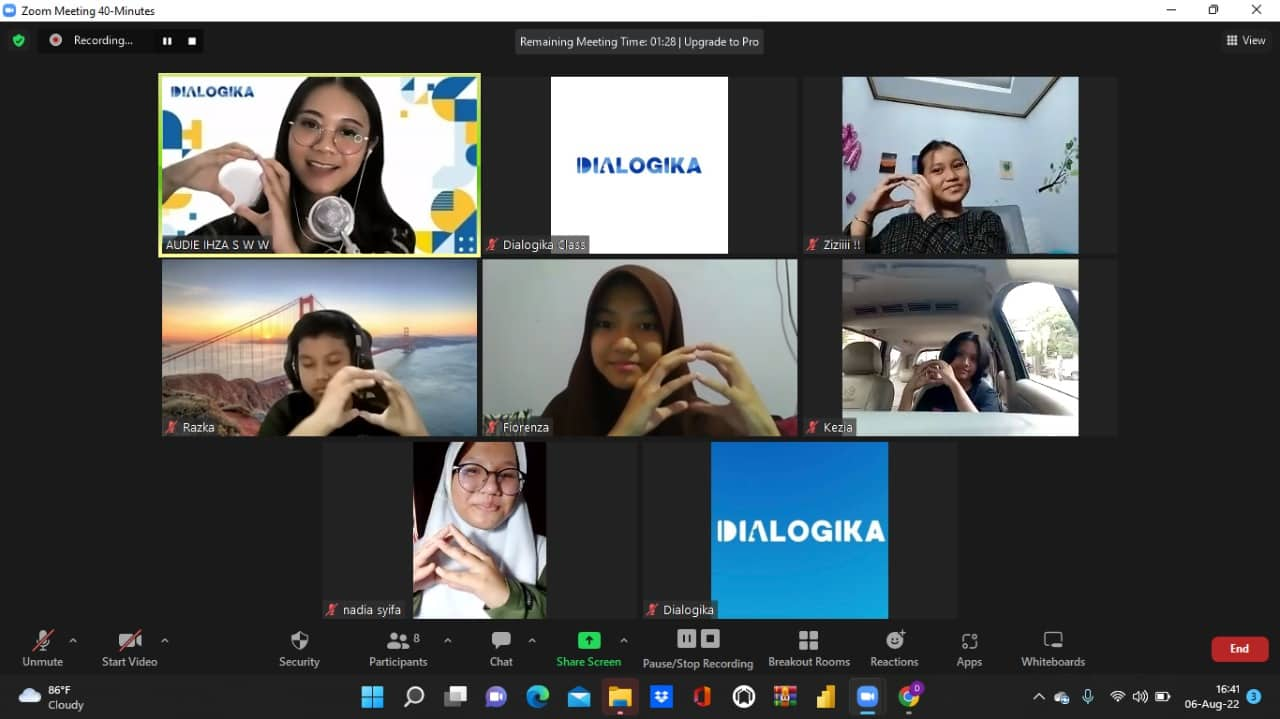 Zoom Meeting 40-Minutes
Recording...
Remaining Meeting Time: 01:28 | Upgrade to Pro
View
DIALOGIKA
AUDIE IHZA S W W
DIALOGIKA
Dialogika Class
Ziziiii !!
Razka
Fiorenza
Kezia
nadia syifa
DIALOGIKA
Dialogika
Unmute
Start Video
Security
8
Participants
Chat
Share Screen
Pause/Stop Recording
Breakout Rooms
Reactions
Apps
Whiteboards
End
86°F
Cloudy
D
16:41
06-Aug-22
3